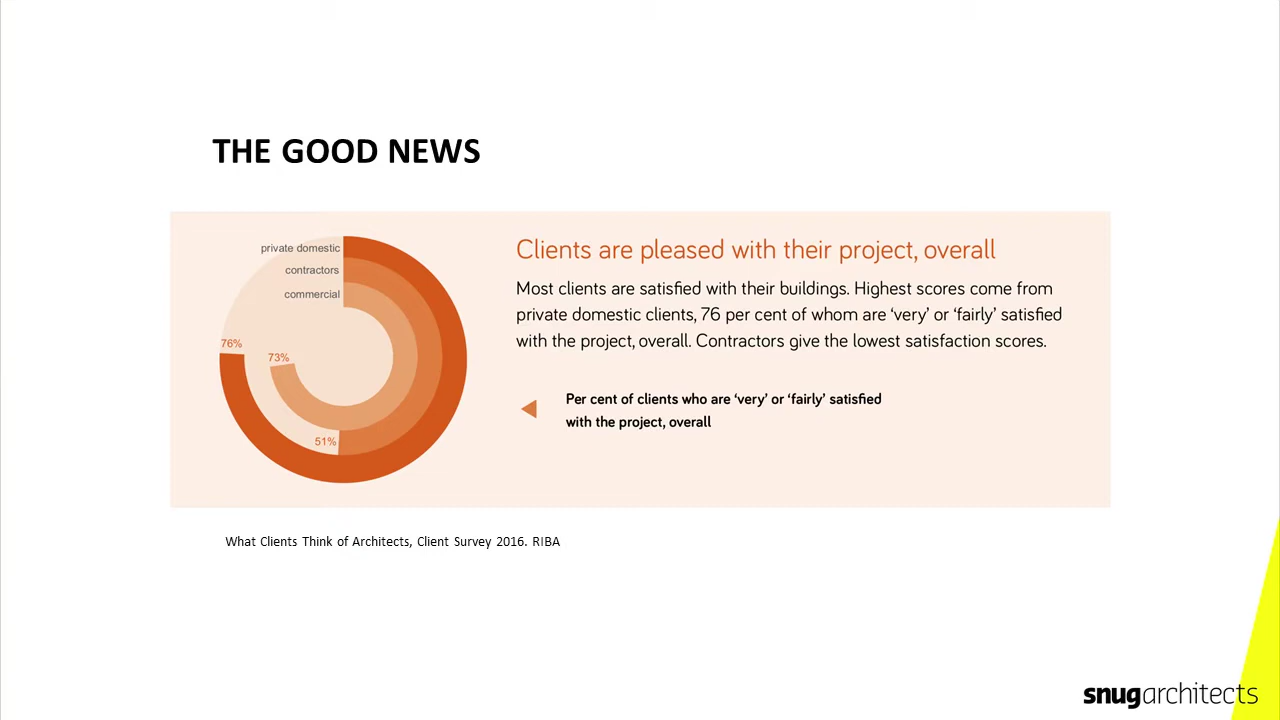 THE GOOD NEWS
private domestic
contractors
commercial
76%
73%
51%
Clients are pleased with their project, overall
Most clients are satisfied with their buildings. Highest scores come from
private domestic clients, 76 per cent of whom are ‘very’ or ‘fairly’ satisfied
with the project, overall. Contractors give the lowest satisfaction scores.
Per cent of clients who are ‘very’ or ‘fairly’ satisfied
with the project, overall
What Clients Think of Architects, Client Survey 2016. RIBA
snugarchitects